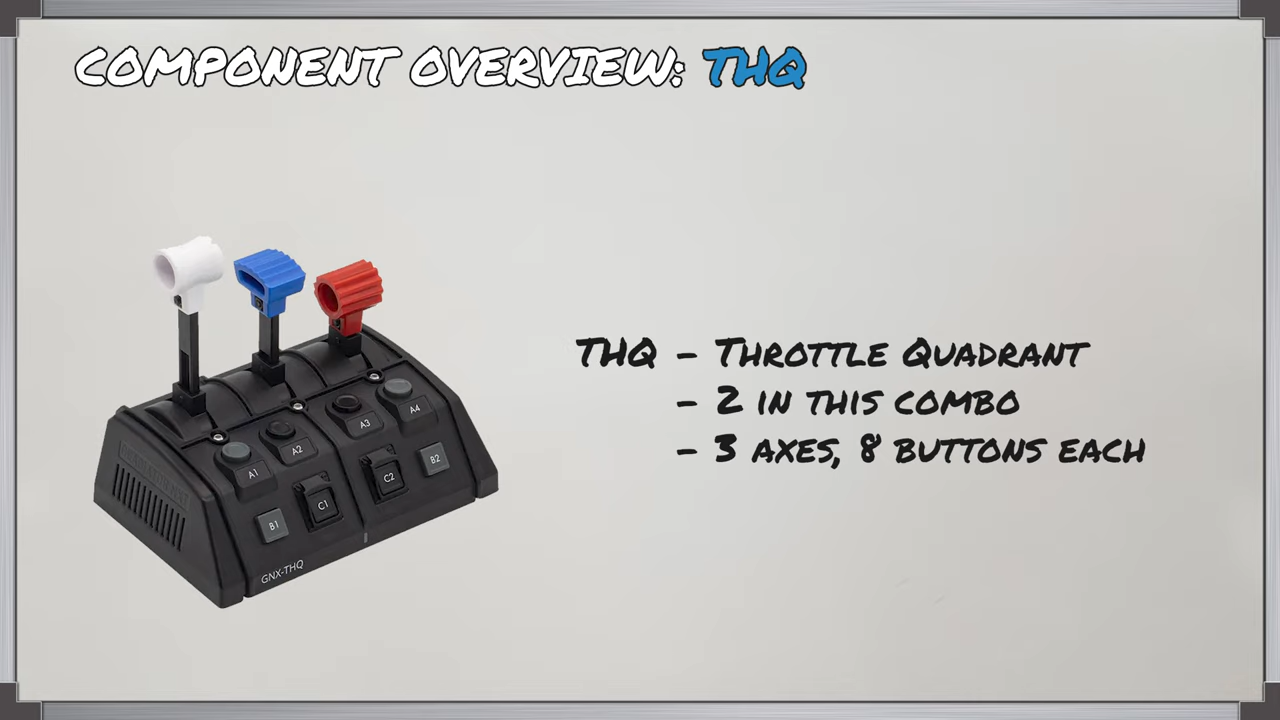 COMPONENT OVERVIEW: THQ
THQ - THROTTLE QUADRANT
- 2 IN THIS COMBO
- 3 AXES, 8 BUTTONS EACH
A1
A2
A3
A4
B1
C1
C2
B2
GNX-THQ